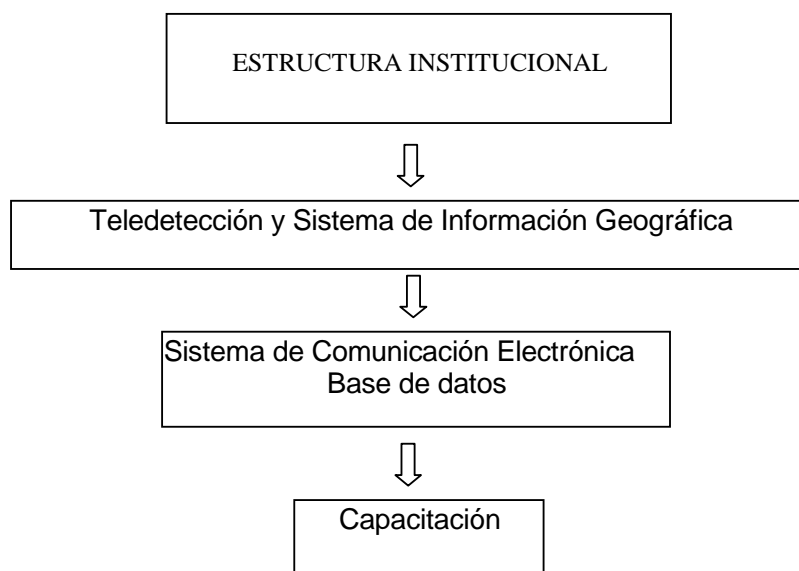 ESTRUCTURA INSTITUCIONAL
Teledetección y Sistema de Información Geográfica
Sistema de Comunicación Electrónica
Base de datos
Capacitación